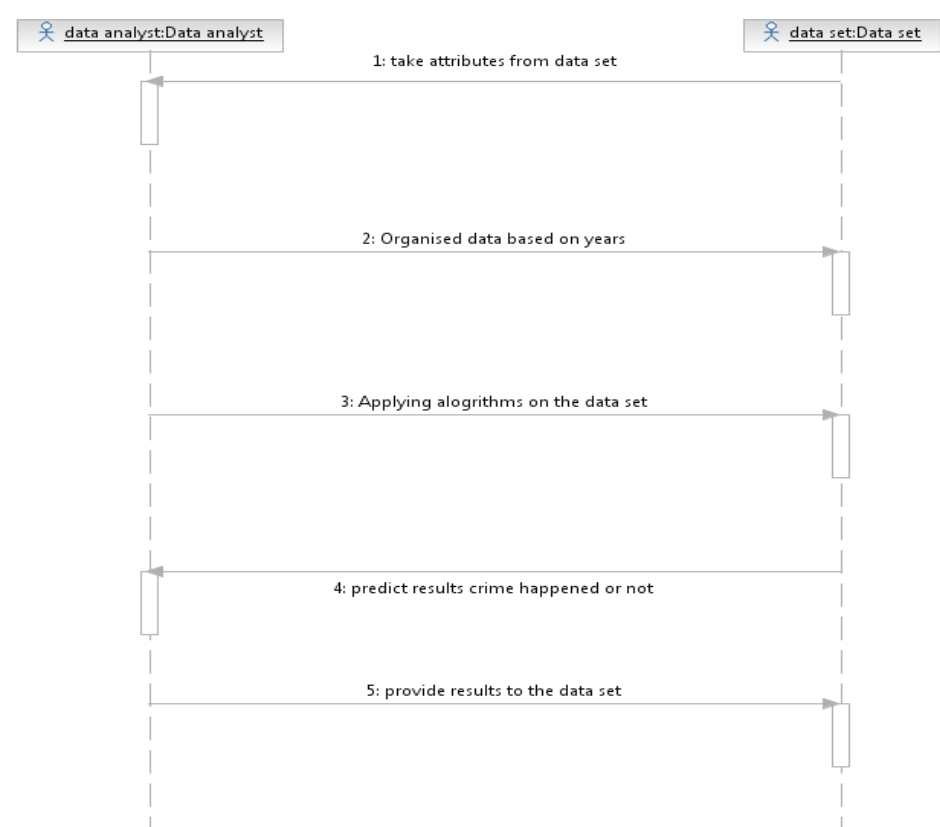 data analyst:Data analyst
data set:Data set
1: take attributes from data set
2: Organised data based on years
3: Applying alogrithms on the data set
4: predict results crime happened or not
5: provide results to the data set